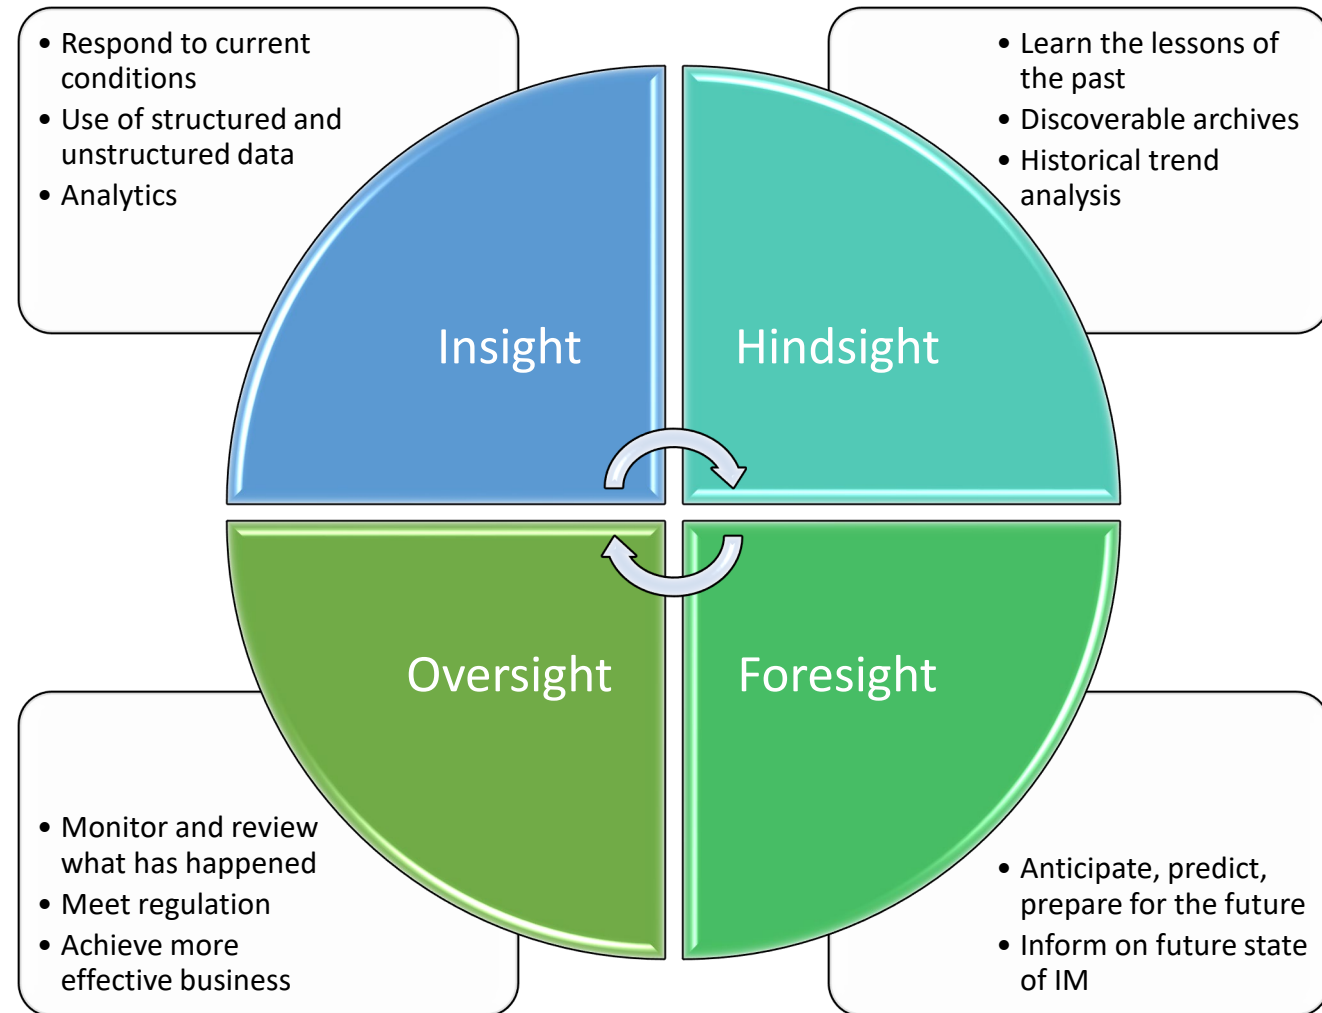 • Respond to current
conditions
• Use of structured and
unstructured data
• Analytics
• Learn the lessons of
the past
• Discoverable archives
• Historical trend
analysis
Insight
Hindsight
Oversight
Foresight
• Monitor and review
what has happened
• Meet regulation
• Achieve more
effective business
• Anticipate, predict,
prepare for the future
• Inform on future state
of IM